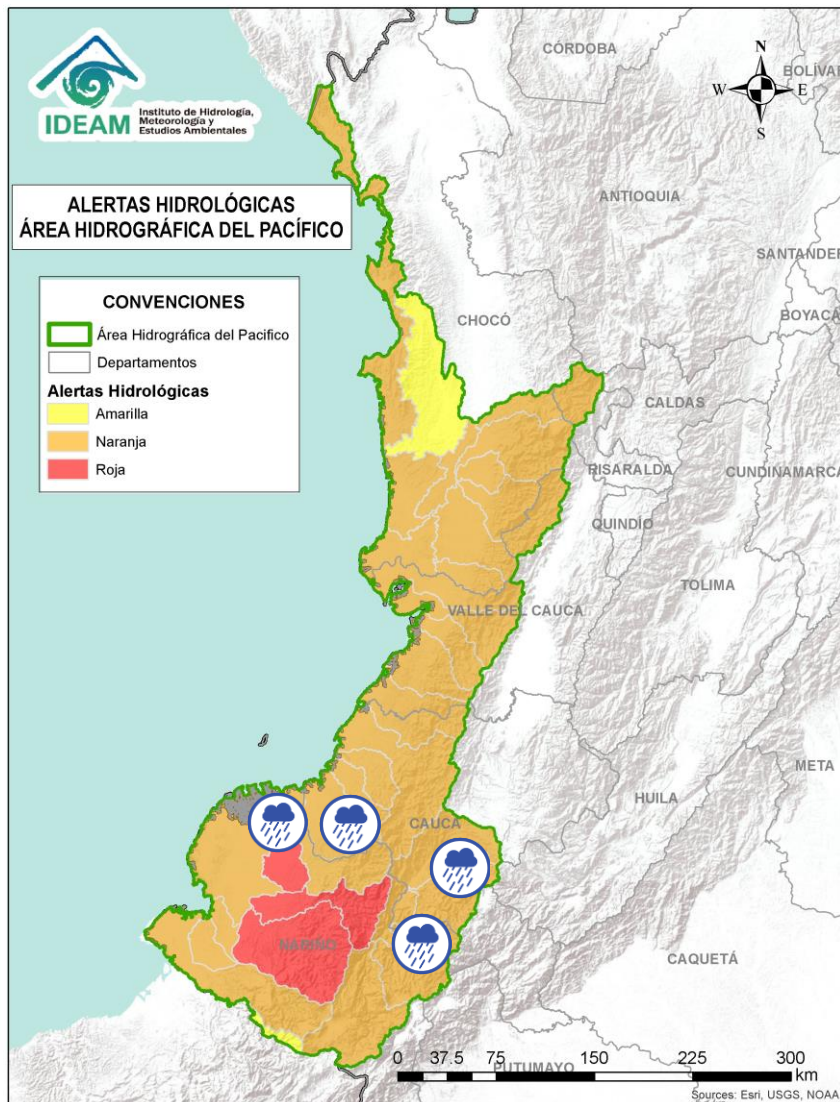 IDEAM
Instituto de Hidrología,
Meteorología y
Estudios Ambientales
ALERTAS HIDROLÓGICAS
ÁREA HIDROGRÁFICA DEL PACÍFICO
CONVENCIONES
Área Hidrográfica del Pacifico
Departamentos
Alertas Hidrológicas
Amarilla
Naranja
Roja
N
W
E
S
CÓRDOBA
BOLÍVAR
ANTIOQUIA
SANTANDER
BOYACÁ
CHOCÓ
CALDAS
RISARALDA
CUNDINAMARCA
QUINDÍO
TOLIMA
VALLE DEL CAUCA
META
HUILA
CAUCA
NARIÑO
CAQUETÁ
PUTUMAYO
0 37.5 75 150 225 300
km
Sources: Esri, USGS, NOAA